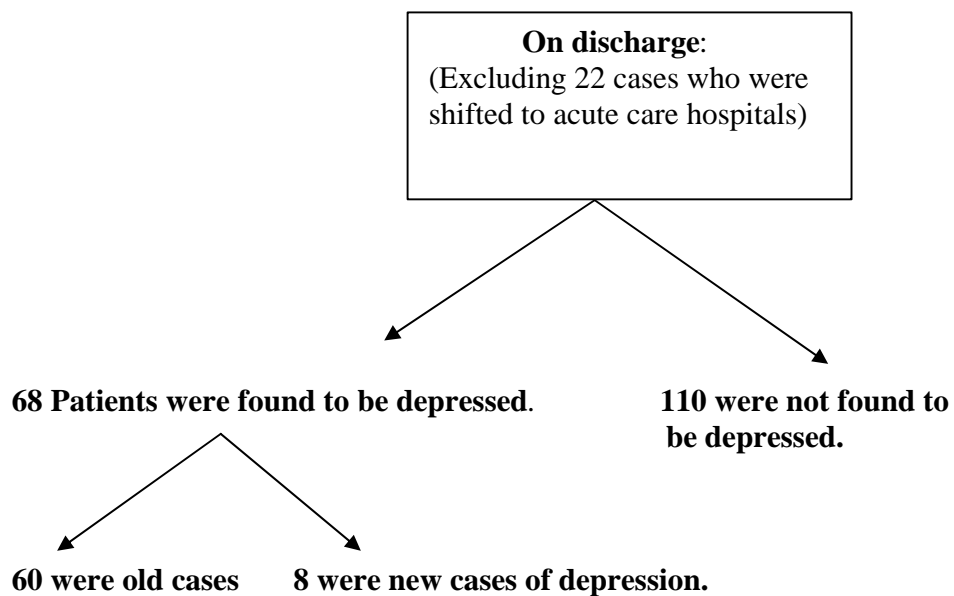 On discharge:
(Excluding 22 cases who were
shifted to acute care hospitals)
68 Patients were found to be depressed.
110 were not found to
be depressed.
60 were old cases
8 were new cases of depression.